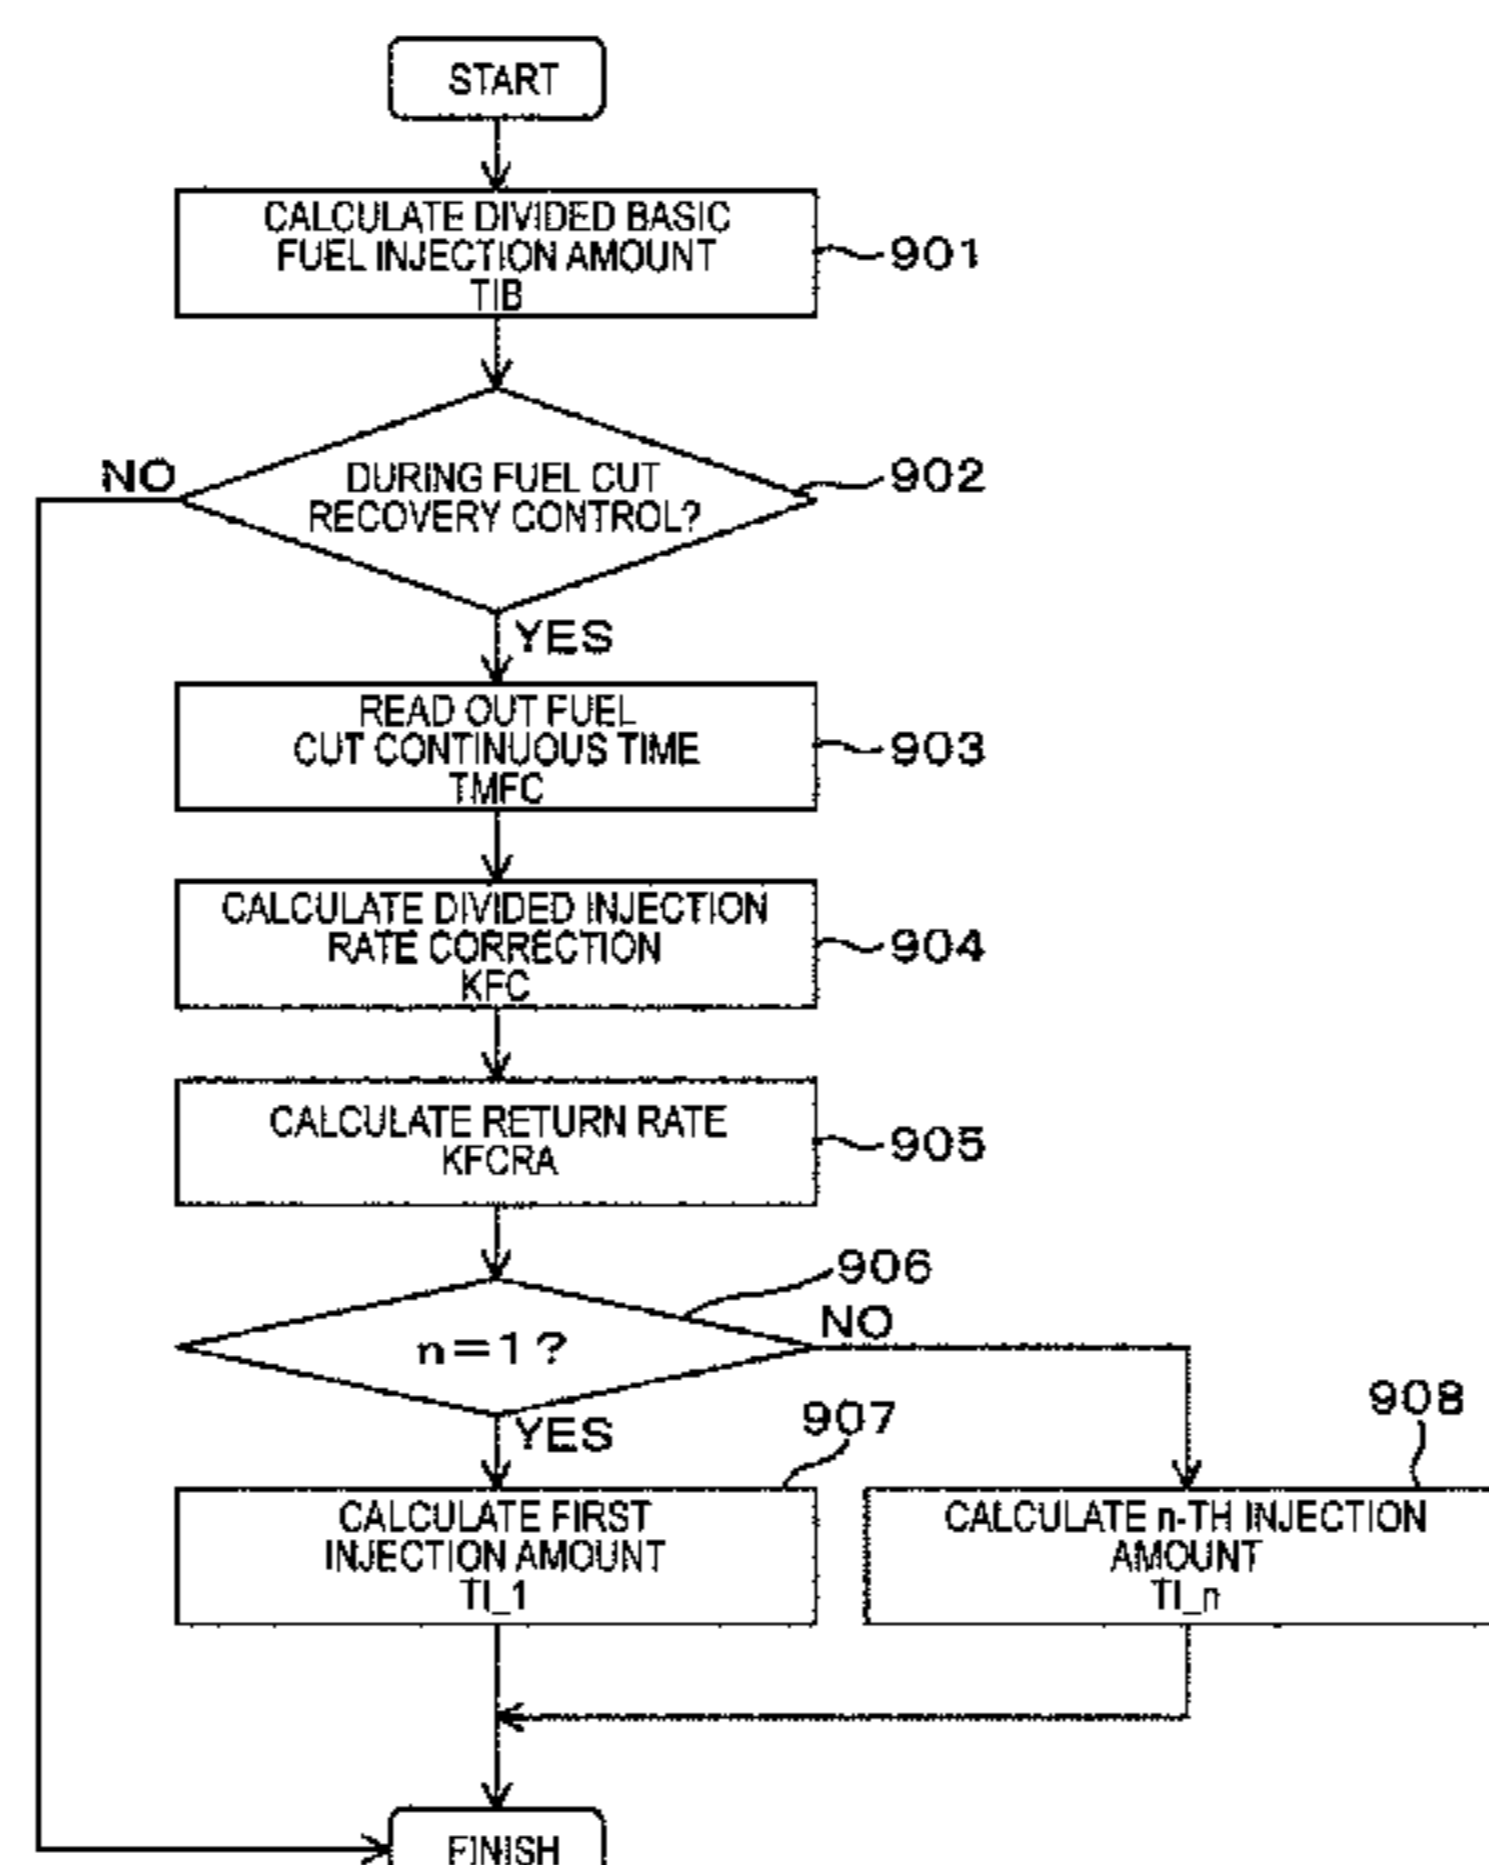 START
CALCULATE DIVIDED BASIC
FUEL INJECTION AMOUNT
TIB
901
NO
DURING FUEL CUT
RECOVERY CONTROL?
902
YES
READ OUT FUEL
CUT CONTINUOUS TIME
TMFC
903
CALCULATE DIVIDED INJECTION
RATE CORRECTION
KFC
904
CALCULATE RETURN RATE
KFCRA
905
906
n=1?
NO
YES
907
908
CALCULATE FIRST
INJECTION AMOUNT
TI_1
CALCULATE n-TH INJECTION
AMOUNT
TI_n
FINISH